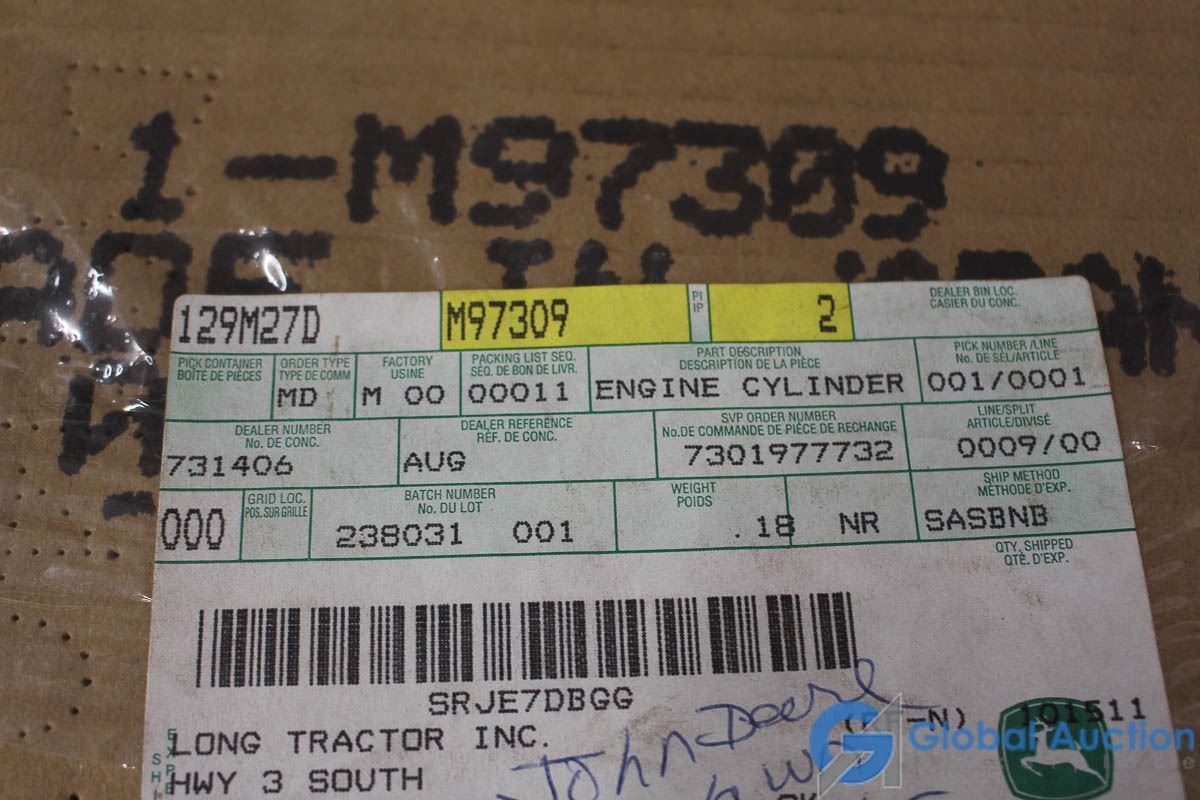 1-M97309
129M27D M97309 PI IP 2 DEALER BIN LOC. CASIER DU CONC.
PICK CONTAINER ORDER TYPE FACTORY PACKING LIST SEQ. PART DESCRIPTION PICK NUMBER/LINE
BOÎTE DE PIÈCES TYPE DE COMM USINE SÉQ. DE BON DE LIVR. DESCRIPTION DE LA PIÈCE No. DE SÉL/ARTICLE
MD M 00 00011 ENGINE CYLINDER 001/0001
DEALER NUMBER DEALER REFERENCE SVP ORDER NUMBER LINE/SPLIT
No. DE CONC. RÉF. DE CONC. No.DE COMMANDE DE PIÈCE DE RECHANGE ARTICLE/DIVISÉ
731406 AUG 7301977732 0009/00
GRID LOC. BATCH NUMBER WEIGHT SHIP METHOD
POS. SUR GRILLE No. DU LOT POIDS MÉTHODE D'EXP.
000 238031 001 .18 NR SASBNB
QTY. SHIPPED
QTÉ. D'EXP.
SRJE7DBGG
John Deere
(FF-N) 101511
LONG TRACTOR INC.
Global Auction
HWY 3 SOUTH